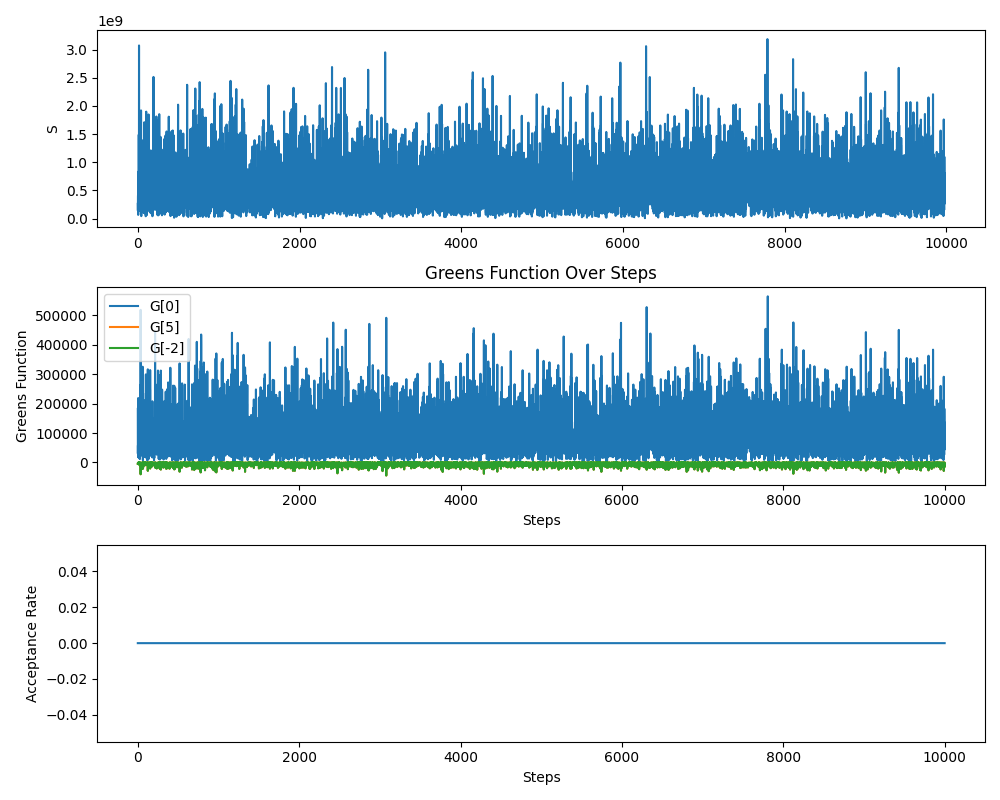 1e9
3.0
2.5
2.0
1.5
1.0
0.5
0.0
S
0 2000 4000 6000 8000 10000
Greens Function Over Steps
G[0]
G[5]
G[-2]
500000
400000
300000
200000
100000
0
Greens Function
0 2000 4000 6000 8000 10000
Steps
0.04
0.02
0.00
−0.02
−0.04
Acceptance Rate
0 2000 4000 6000 8000 10000
Steps